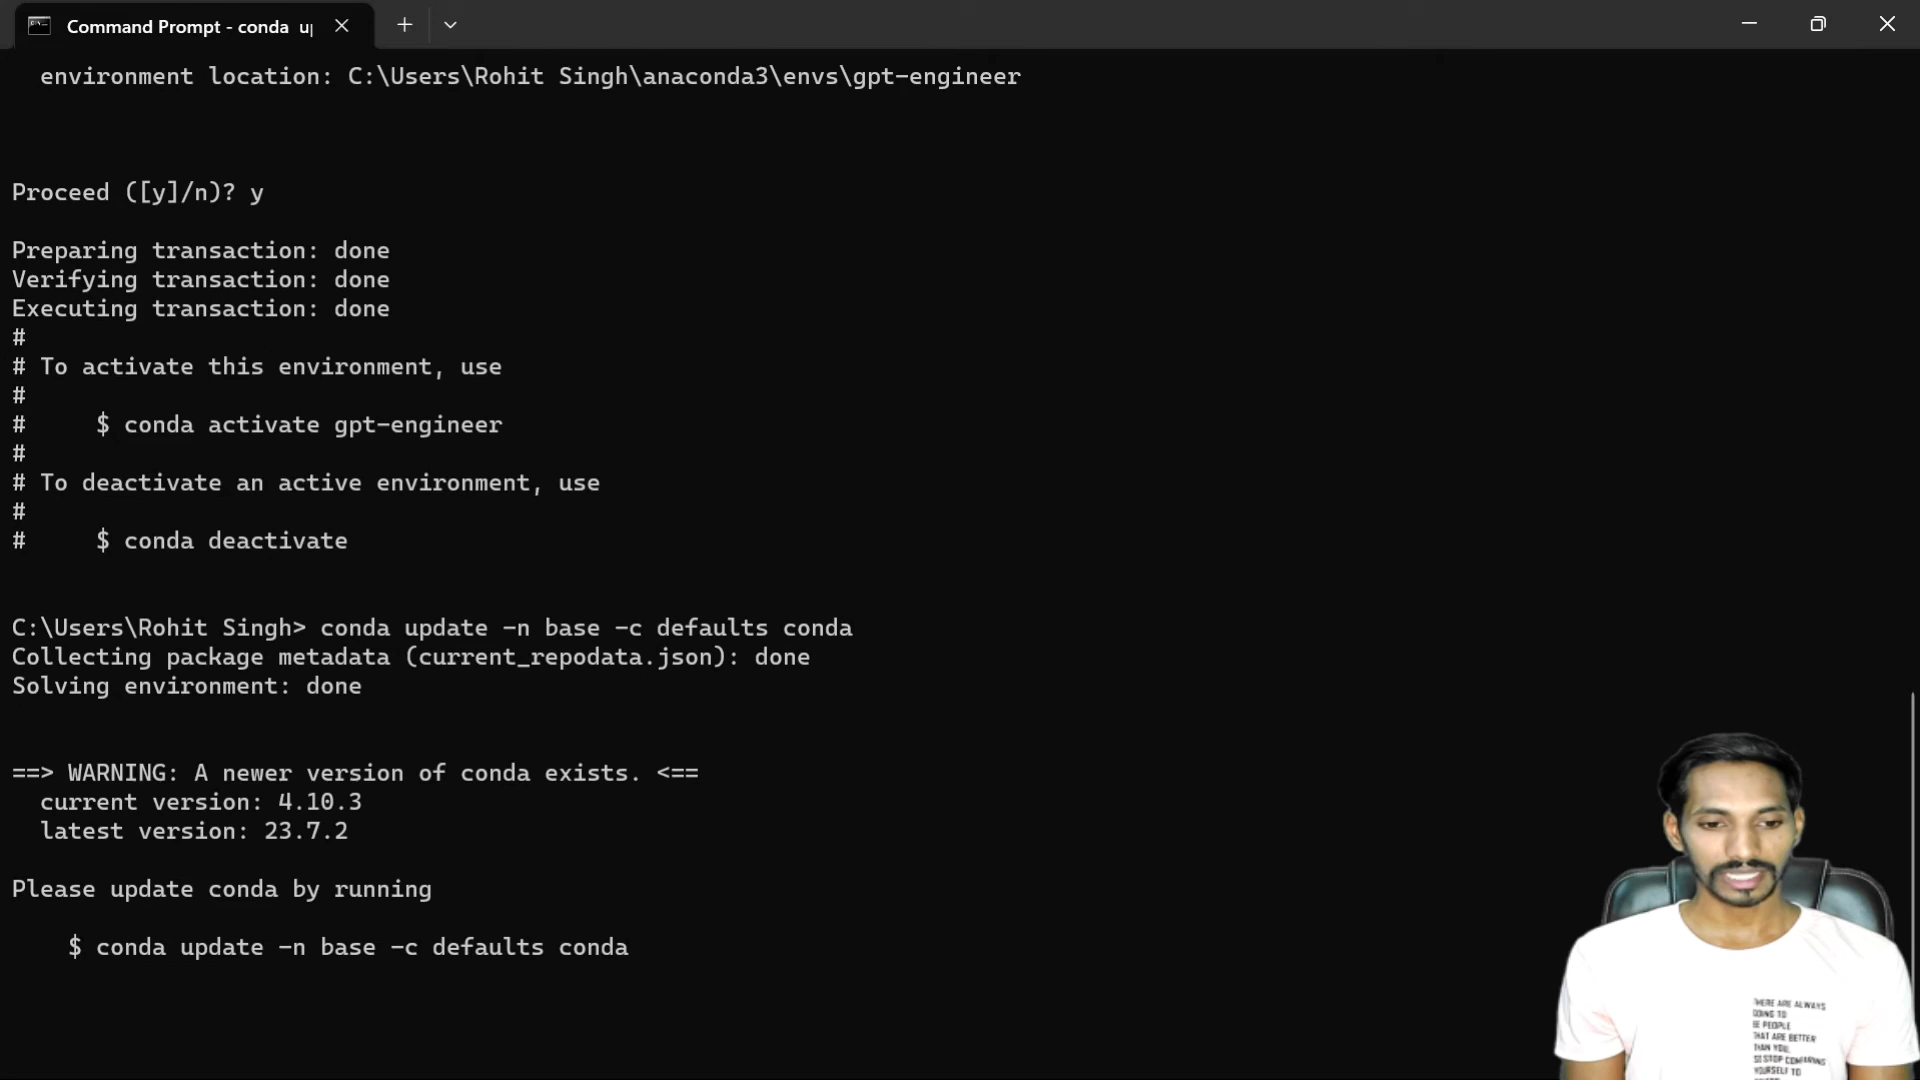 Command Prompt - conda up
environment location: C:\Users\Rohit Singh\anaconda3\envs\gpt-engineer
Proceed ([y]/n)? y
Preparing transaction: done
Verifying transaction: done
Executing transaction: done
#
# To activate this environment, use
#
#     $ conda activate gpt-engineer
#
# To deactivate an active environment, use
#
#     $ conda deactivate
C:\Users\Rohit Singh> conda update -n base -c defaults conda
Collecting package metadata (current_repodata.json): done
Solving environment: done
==> WARNING: A newer version of conda exists. <==
current version: 4.10.3
latest version: 23.7.2
Please update conda by running
$ conda update -n base -c defaults conda
THERE ARE ALWAYS
GOING TO
BE PEOPLE
THAT ARE BETTER
THAN YOU.
SO STOP COMPARING
YOURSELF TO